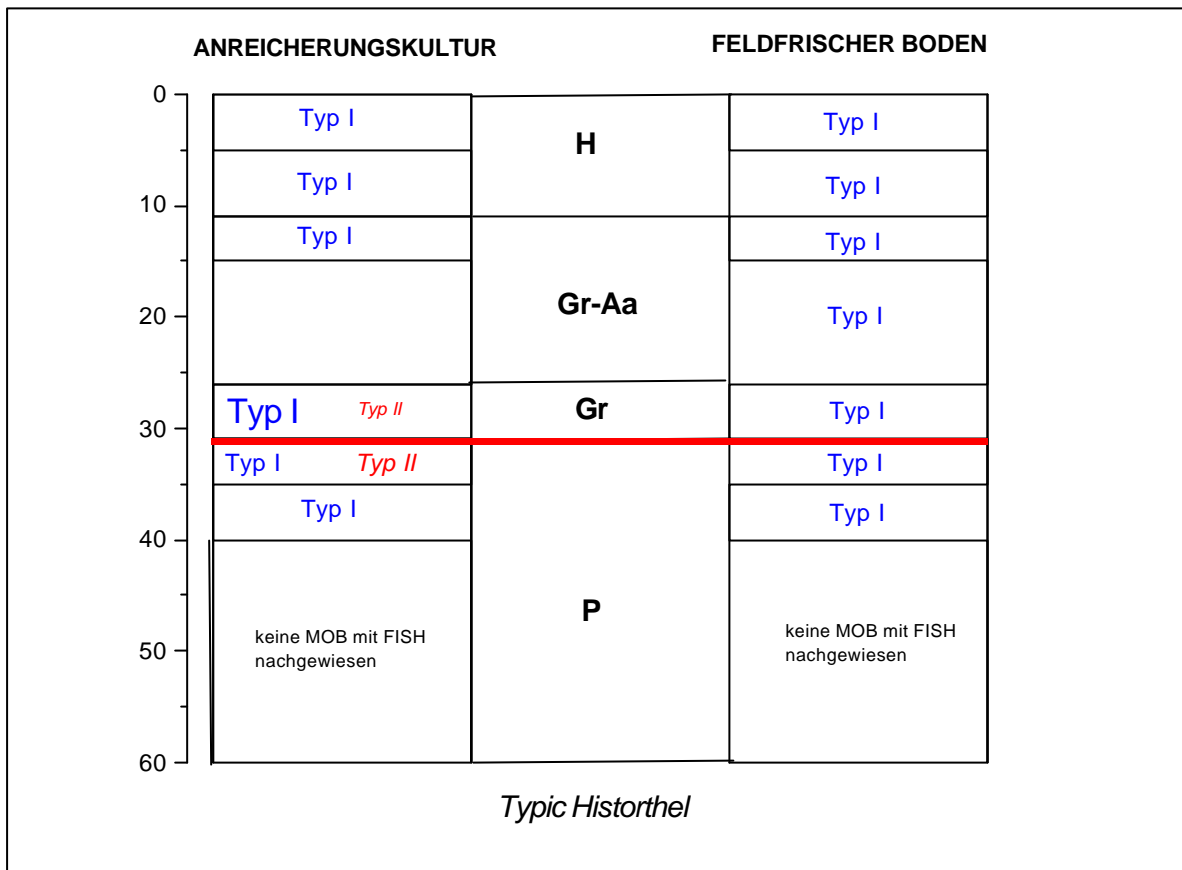 ANREICHERUNGSKULTUR
FELDFRISCHER BODEN
0
10
20
30
40
50
60
Typ I
Typ I
Typ I
Typ I Typ II
Typ I Typ II
Typ I
keine MOB mit FISH
nachgewiesen
H
Gr-Aa
Gr
P
Typ I
Typ I
Typ I
Typ I
Typ I
Typ I
Typ I
keine MOB mit FISH
nachgewiesen
Typic Historthel